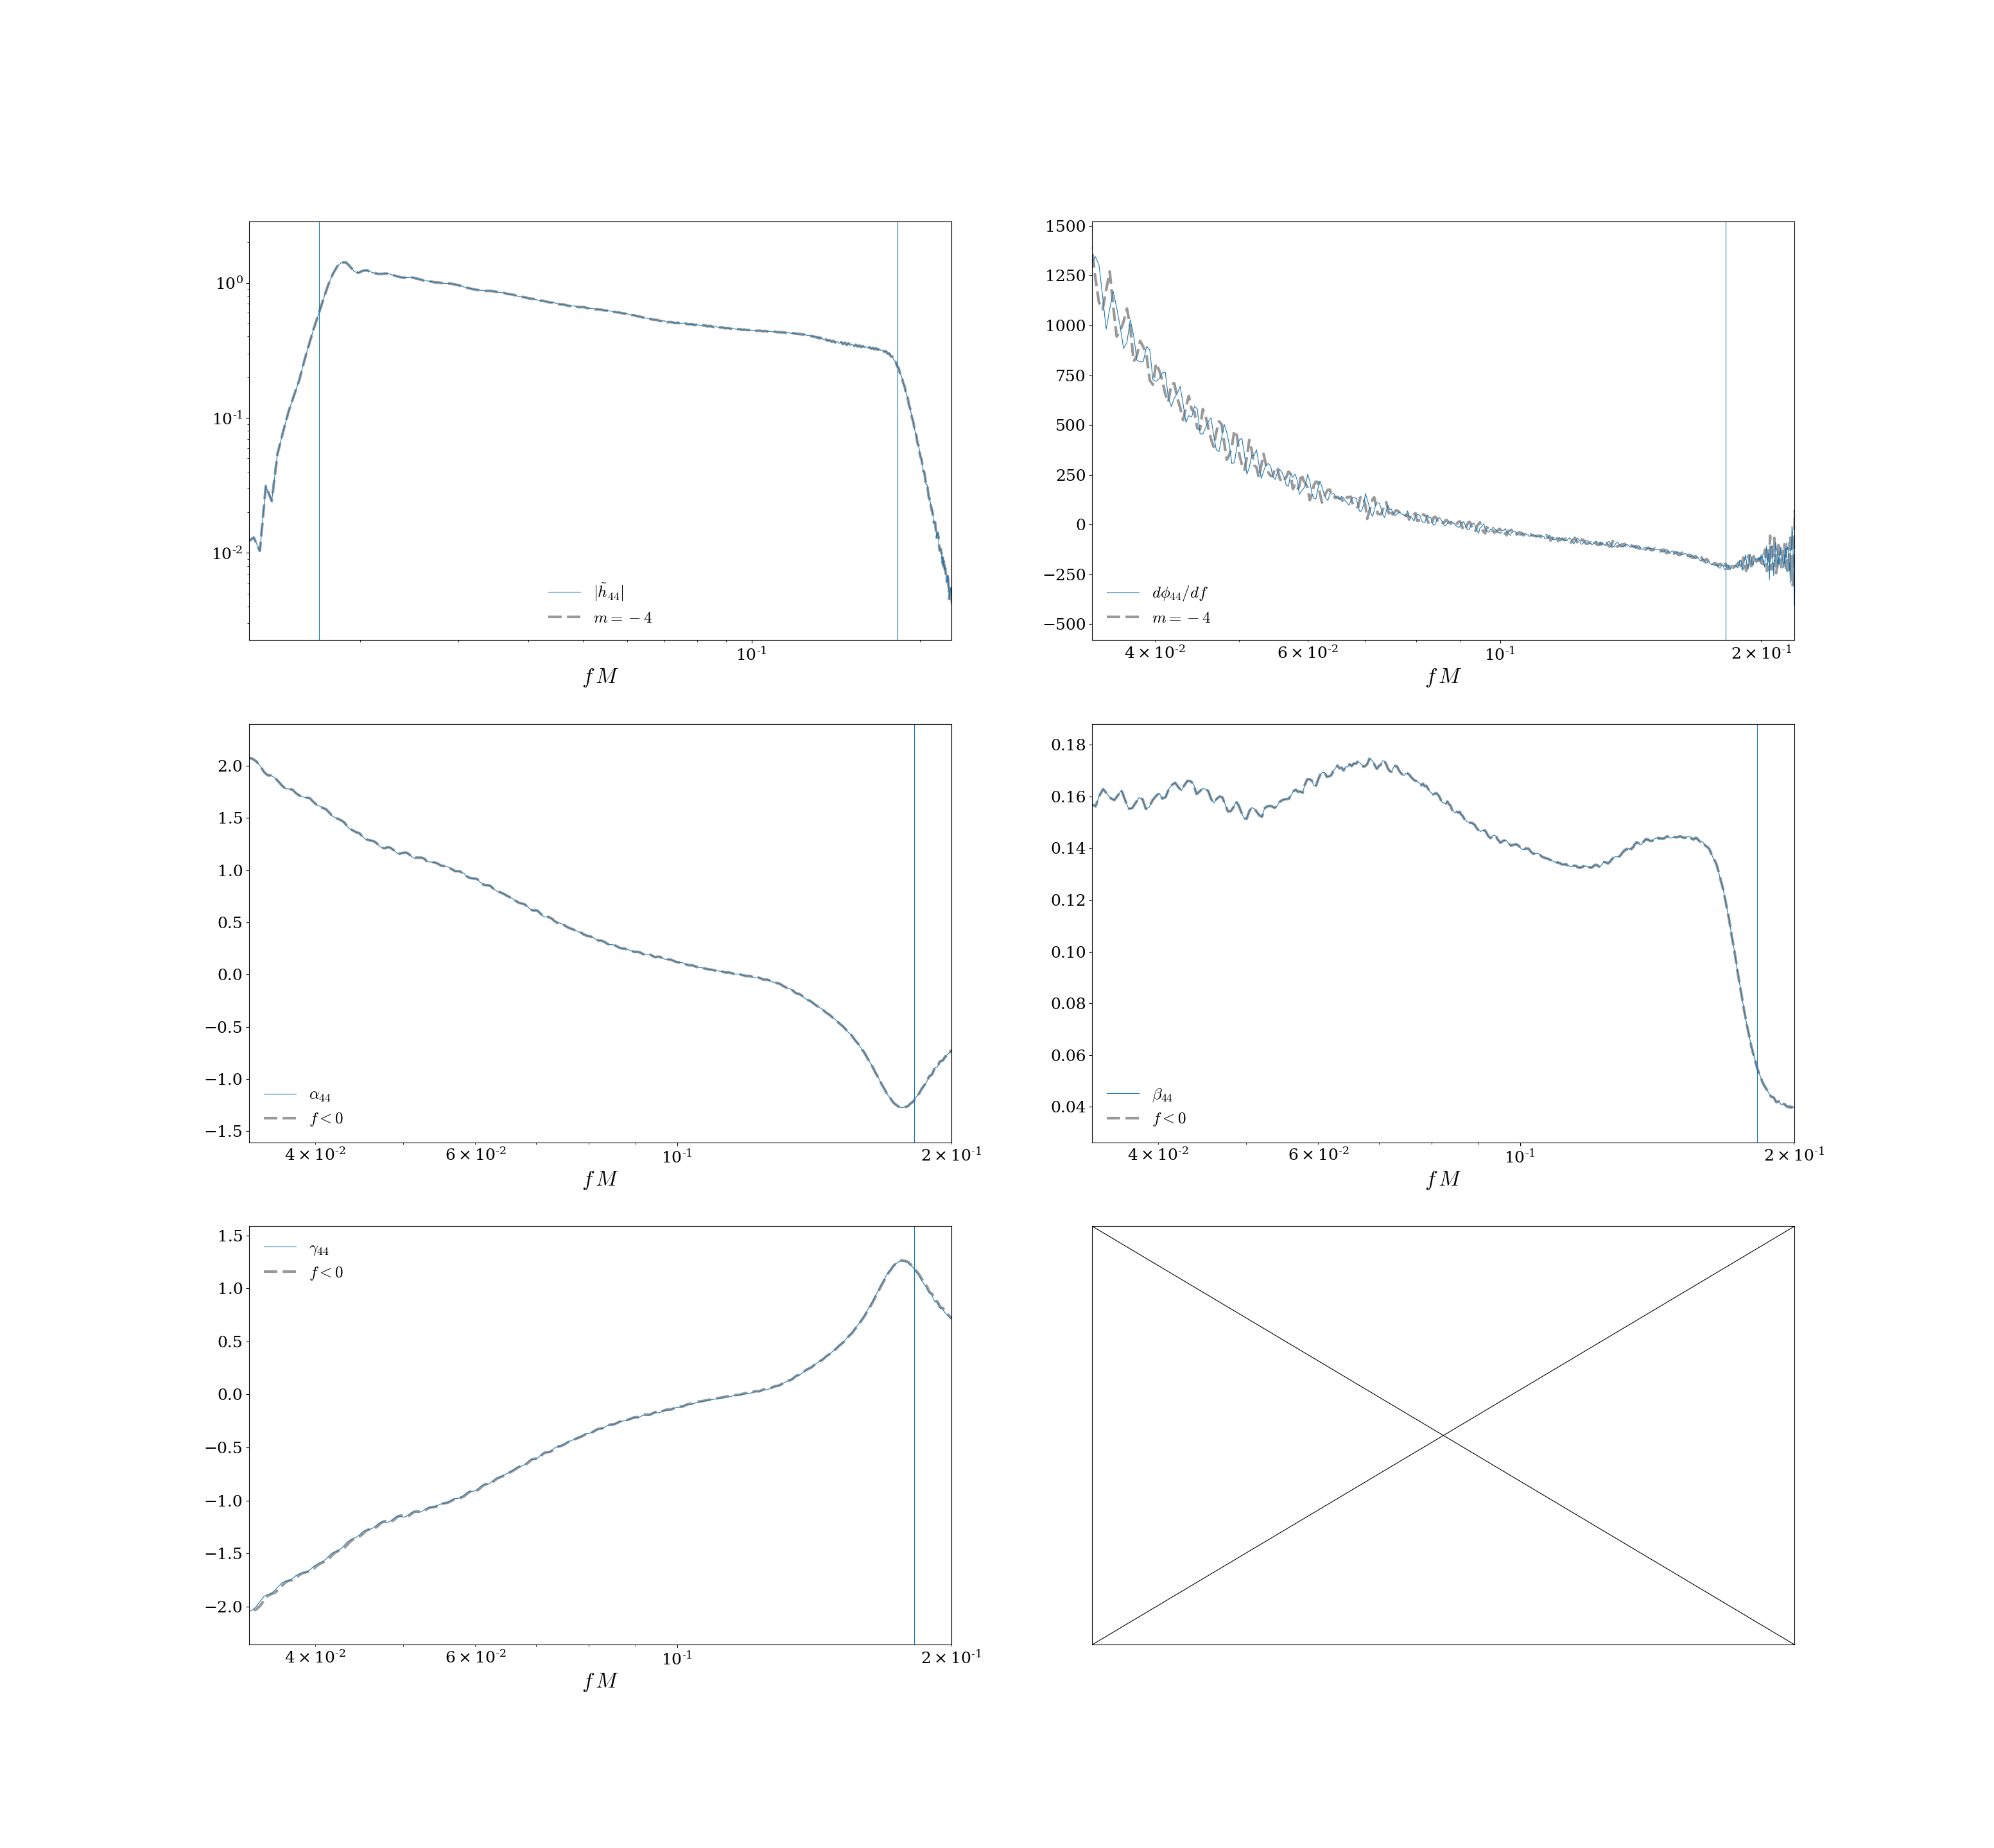 10⁰
10⁻¹
10⁻²
|h̃₄₄|
m = −4
10⁻¹
fM
1500
1250
1000
750
500
250
0
−250
−500
dϕ₄₄/df
m = −4
4 × 10⁻²
6 × 10⁻²
10⁻¹
2 × 10⁻¹
fM
2.0
1.5
1.0
0.5
0.0
−0.5
−1.0
−1.5
α₄₄
f < 0
4 × 10⁻²
6 × 10⁻²
10⁻¹
2 × 10⁻¹
fM
0.18
0.16
0.14
0.12
0.10
0.08
0.06
0.04
β₄₄
f < 0
4 × 10⁻²
6 × 10⁻²
10⁻¹
2 × 10⁻¹
fM
1.5
1.0
0.5
0.0
−0.5
−1.0
−1.5
−2.0
γ₄₄
f < 0
4 × 10⁻²
6 × 10⁻²
10⁻¹
2 × 10⁻¹
fM